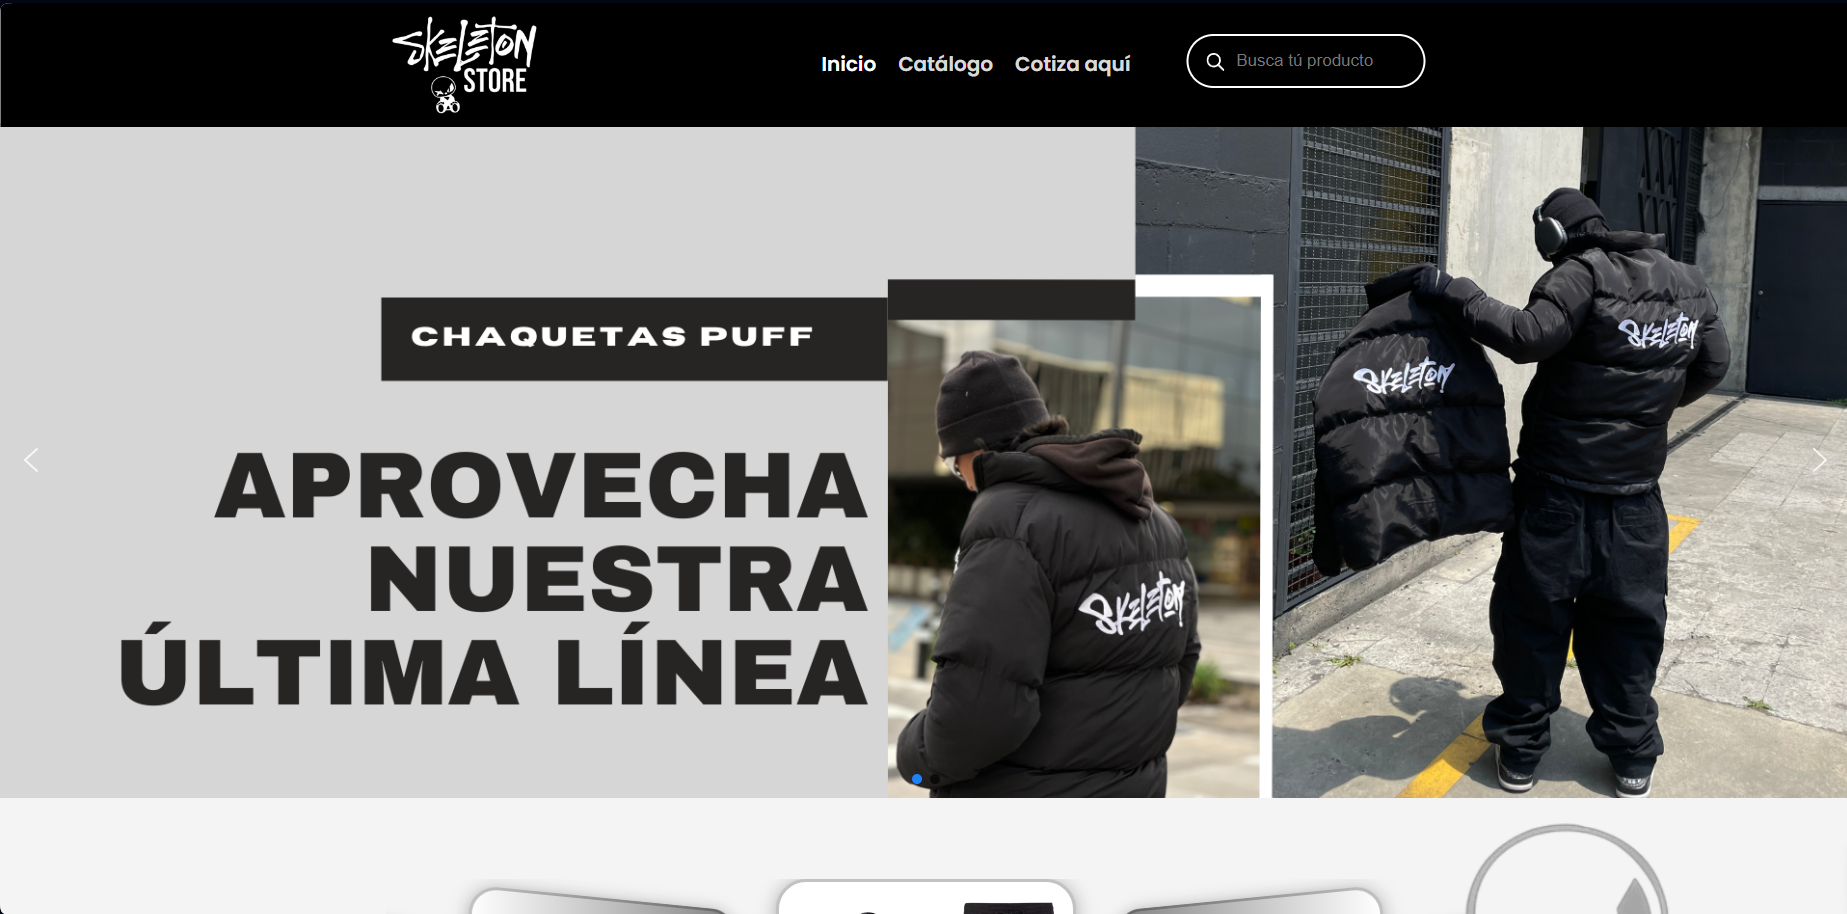 SKELETON
STORE
Inicio
Catálogo
Cotiza aquí
Busca tú producto
CHAQUETAS PUFF
APROVECHA
NUESTRA
ÚLTIMA LÍNEA
SKELETON
SKELETON
SKELETON